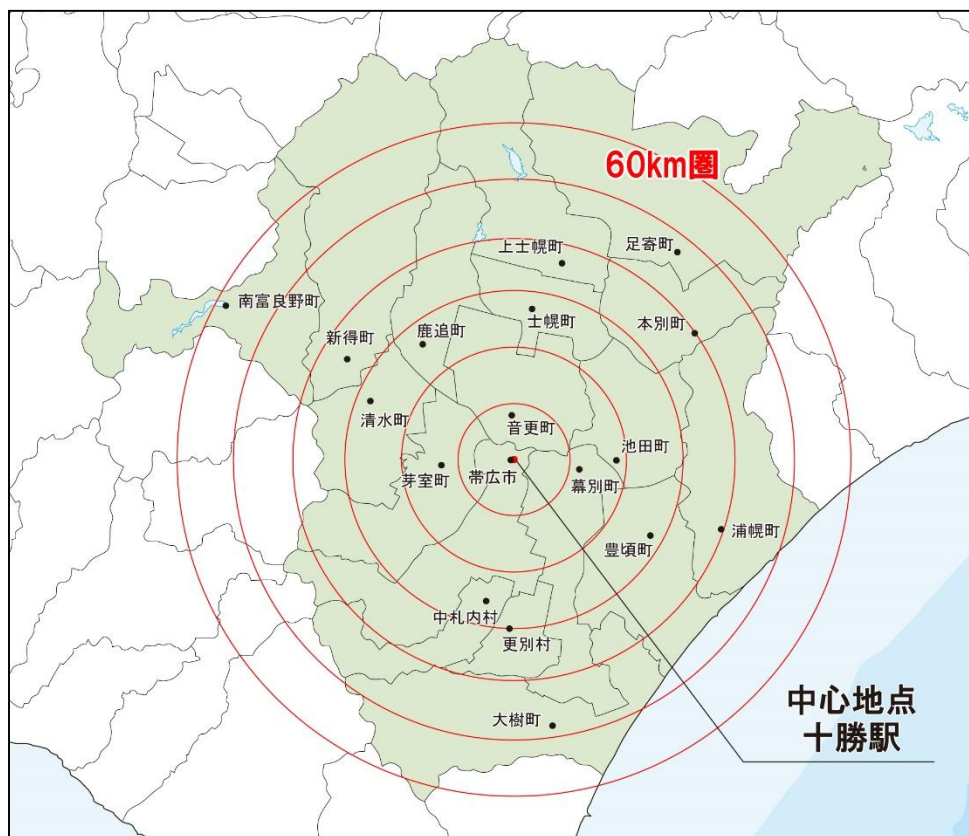 60km圏
上士幌町
足寄町
南富良野町
士幌町
本別町
新得町
鹿追町
清水町
音更町
池田町
芽室町
帯広市
幕別町
浦幌町
豊頃町
中札内村
更別村
大樹町
中心地点
十勝駅